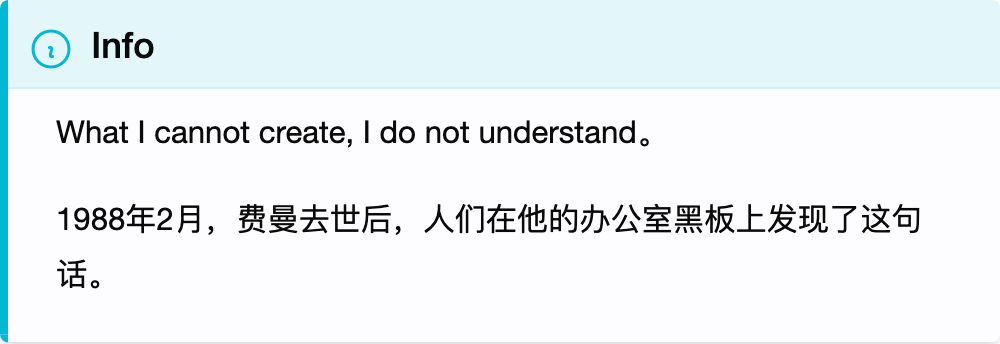 Info
What I cannot create, I do not understand。
1988年2月，费曼去世后，人们在他的办公室黑板上发现了这句
话。